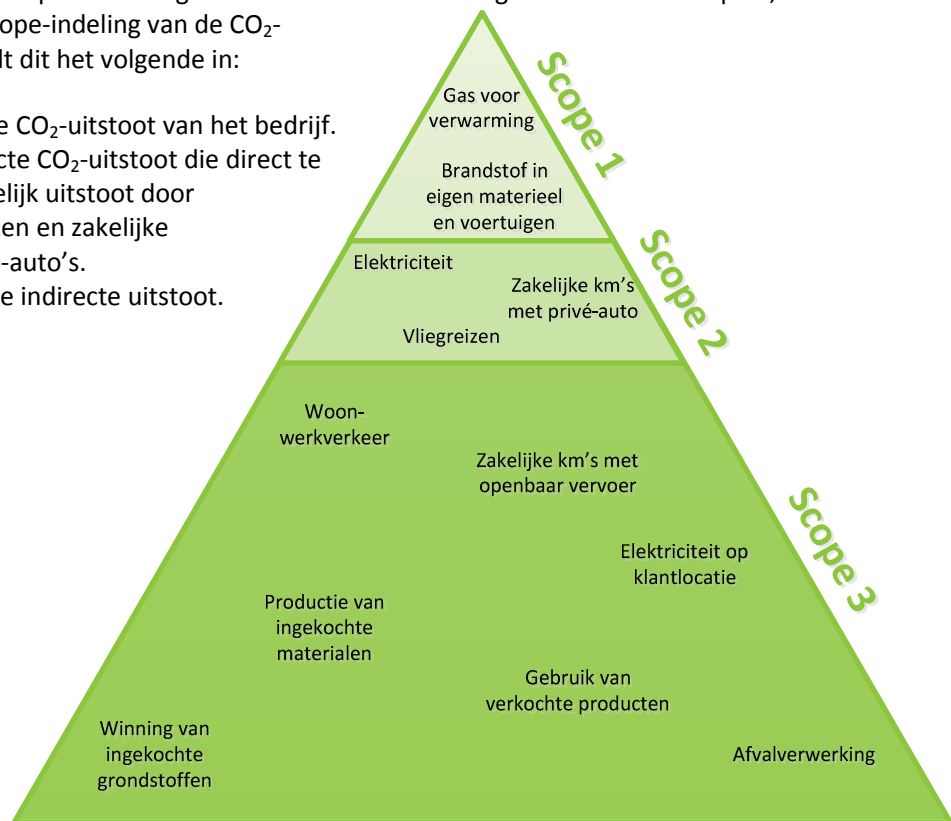 ope-indeling van de CO₂-
dt dit het volgende in:
e CO₂-uitstoot van het bedrijf.
cte CO₂-uitstoot die direct te
elijk uitstoot door
en en zakelijke
-auto's.
e indirecte uitstoot.
Gas voor
verwarming
Brandstof in
eigen materieel
en voertuigen
Scope 1
Elektriciteit
Zakelijke km's
met privé-auto
Vliegreizen
Scope 2
Woon-
werkverkeer
Zakelijke km's met
openbaar vervoer
Elektriciteit op
klantlocatie
Productie van
ingekochte
materialen
Gebruik van
verkochte producten
Winning van
ingekochte
grondstoffen
Afvalverwerking
Scope 3